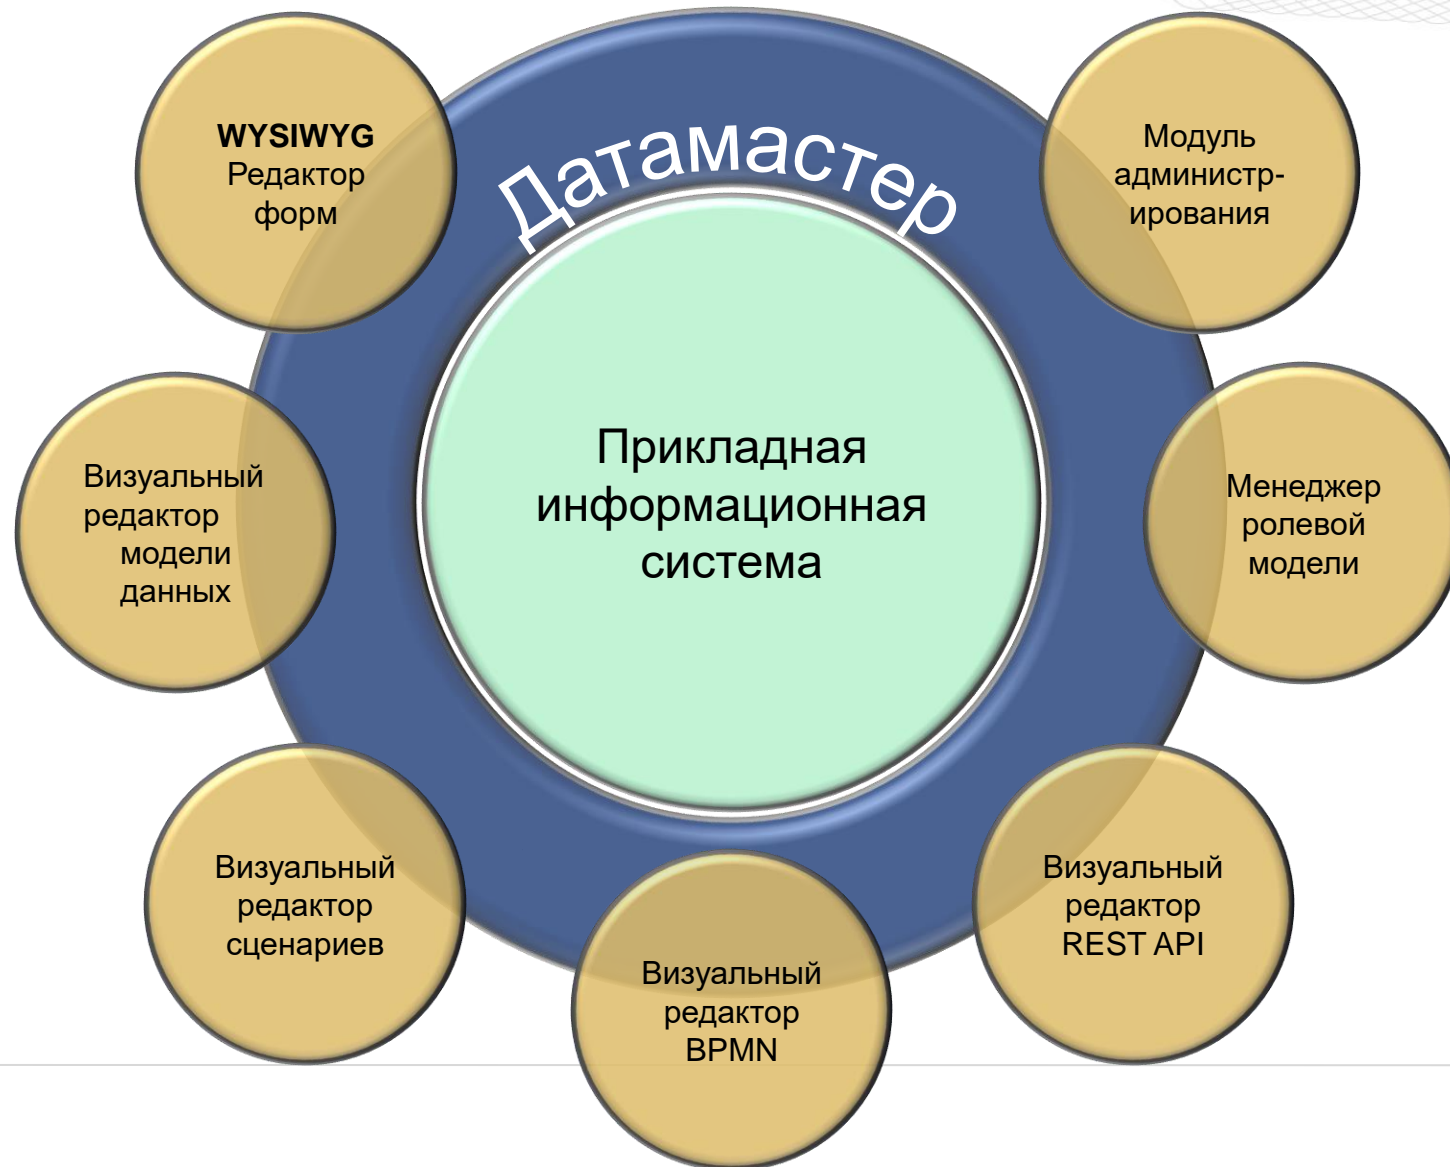 Датамастер
WYSIWYG
Редактор
форм
Модуль
администр-
ирования
Прикладная
информационная
система
Визуальный
редактор
модели
данных
Менеджер
ролевой
модели
Визуальный
редактор
сценариев
Визуальный
редактор
BPMN
Визуальный
редактор
REST API